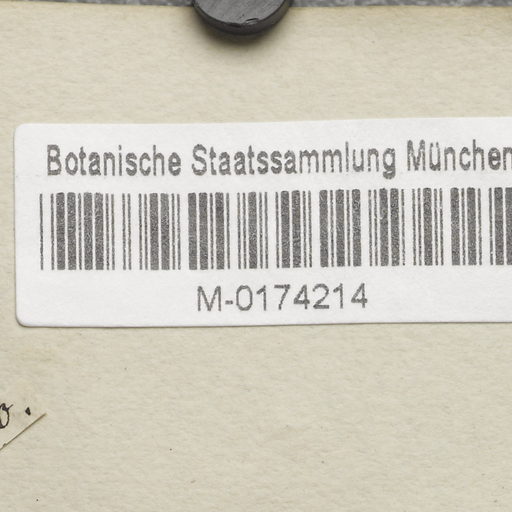 Botanische Staatssammlung München
M-0174214